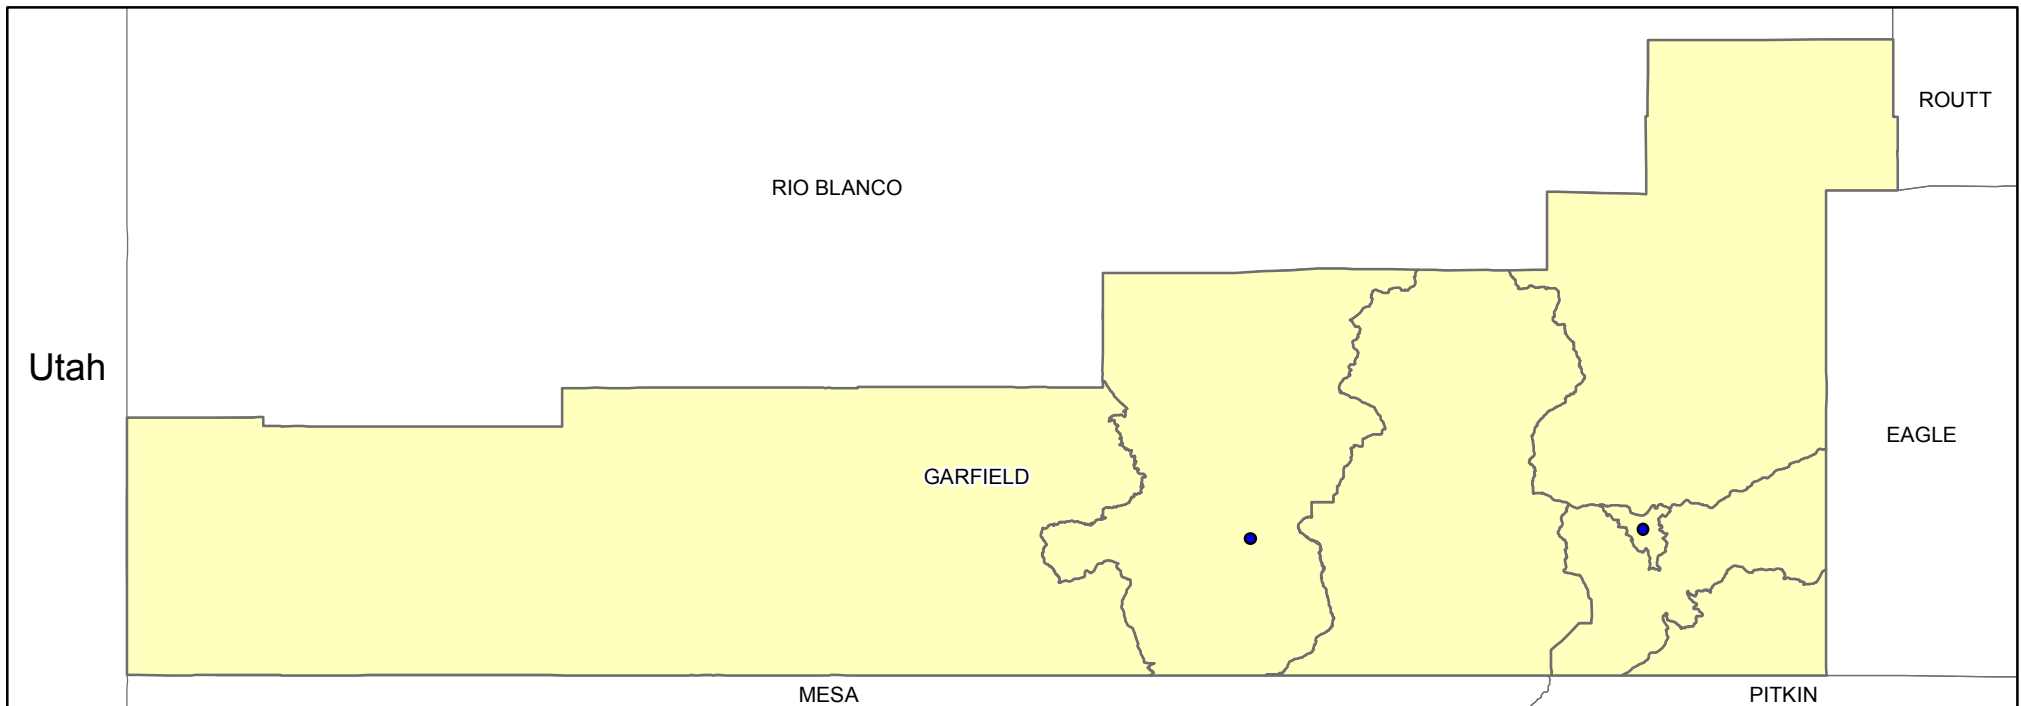 ROUTT
RIO BLANCO
Utah
EAGLE
GARFIELD
MESA
PITKIN